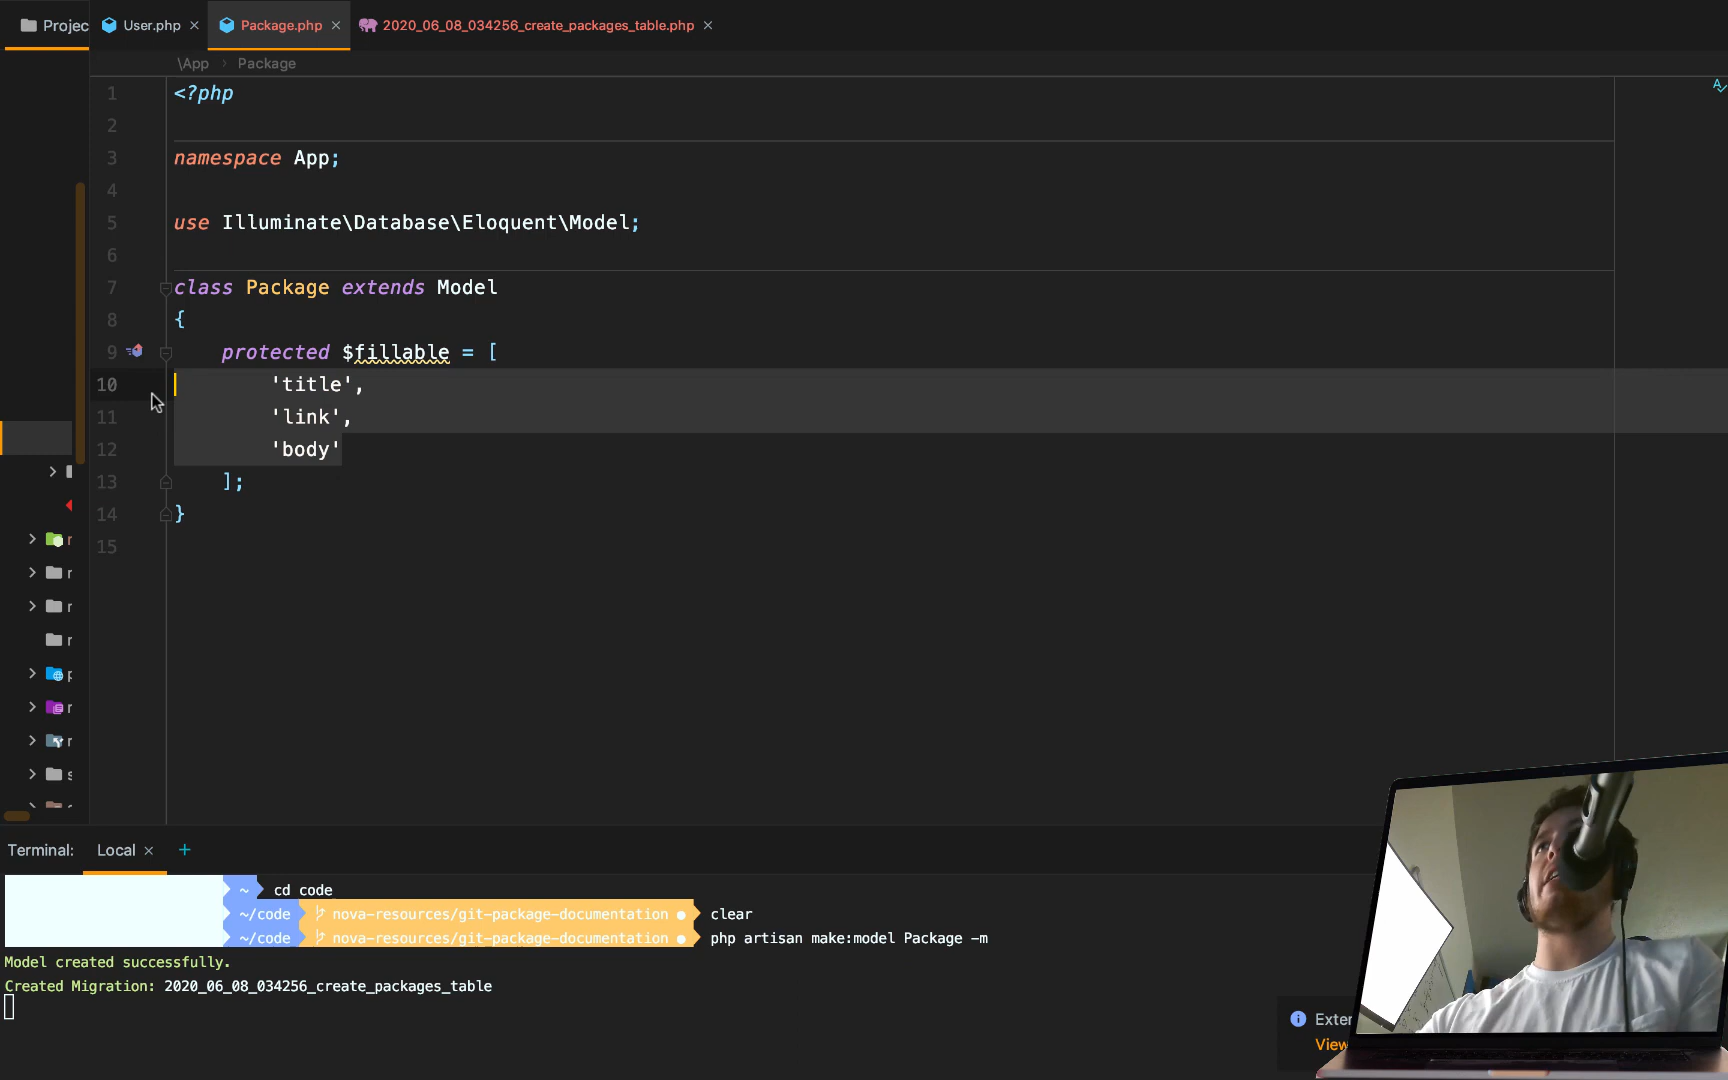 Projec
User.php
Package.php
2020_06_08_034256_create_packages_table.php
\App > Package
1 <?php
2
3 namespace App;
4
5 use Illuminate\Database\Eloquent\Model;
6
7 class Package extends Model
8 {
9 protected $fillable = [
10 'title',
11 'link',
12 'body'
13 ];
14 }
15
Terminal: Local +
~ cd code
~/code nova-resources/git-package-documentation ● clear
~/code nova-resources/git-package-documentation ● php artisan make:model Package -m
Model created successfully.
Created Migration: 2020_06_08_034256_create_packages_table
Exter
View